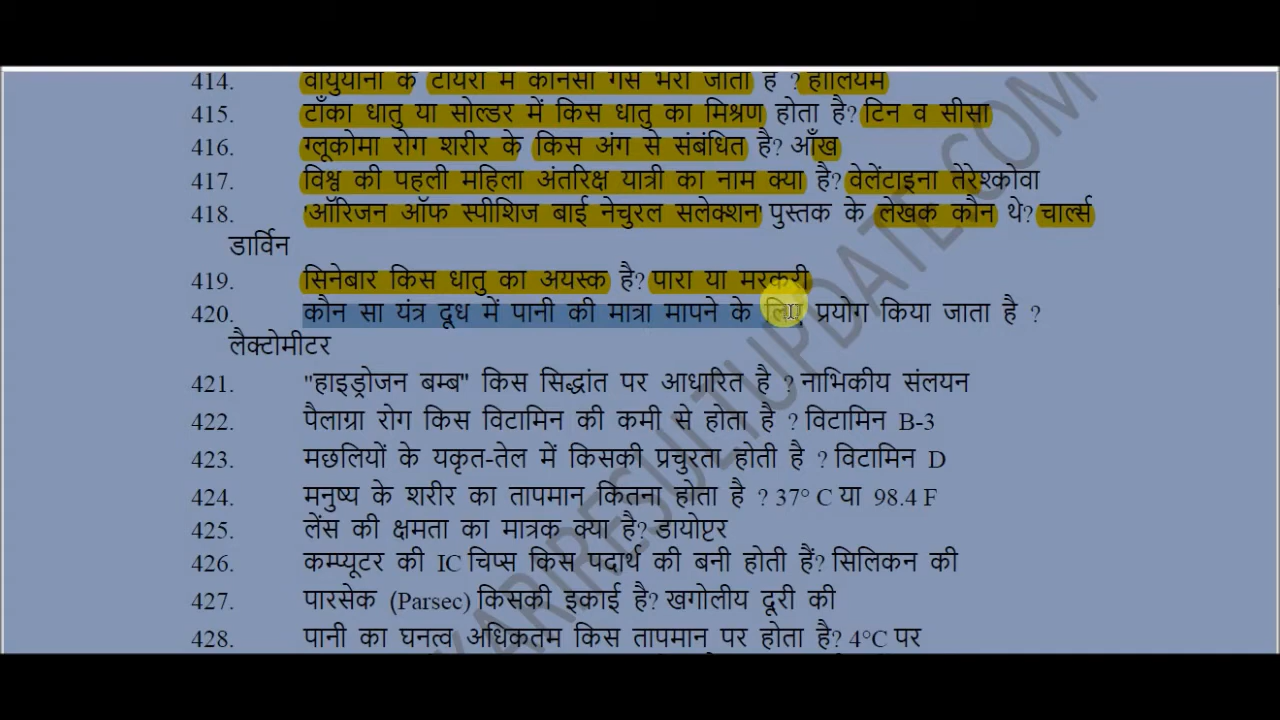 414. वायुयानों के टायरों में कौनसी गैस भरी जाती है ? हीलियम
415. टाँका धातु या सोल्डर में किस धातु का मिश्रण होता है? टिन व सीसा
416. ग्लूकोमा रोग शरीर के किस अंग से संबंधित है? आँख
417. विश्व की पहली महिला अंतरिक्ष यात्री का नाम क्या है? वेलेंटाइना तेरेश्कोवा
418. 'ऑरिजन ऑफ स्पीशिज बाई नेचुरल सलेक्शन' पुस्तक के लेखक कौन थे? चार्ल्स
डार्विन
419. सिनेबार किस धातु का अयस्क है? पारा या मरकरी
420. कौन सा यंत्र दूध में पानी की मात्रा मापने के लिए प्रयोग किया जाता है ?
लैक्टोमीटर
421. "हाइड्रोजन बम्ब" किस सिद्धांत पर आधारित है ? नाभिकीय संलयन
422. पैलाग्रा रोग किस विटामिन की कमी से होता है ? विटामिन B-3
423. मछलियों के यकृत-तेल में किसकी प्रचुरता होती है ? विटामिन D
424. मनुष्य के शरीर का तापमान कितना होता है ? 37° C या 98.4 F
425. लेंस की क्षमता का मात्रक क्या है? डायोप्टर
426. कम्प्यूटर की IC चिप्स किस पदार्थ की बनी होती हैं? सिलिकन की
427. पारसेक (Parsec) किसकी इकाई है? खगोलीय दूरी की
428. पानी का घनत्व अधिकतम किस तापमान पर होता है? 4°C पर
KARIRESULTUPDATE.COM